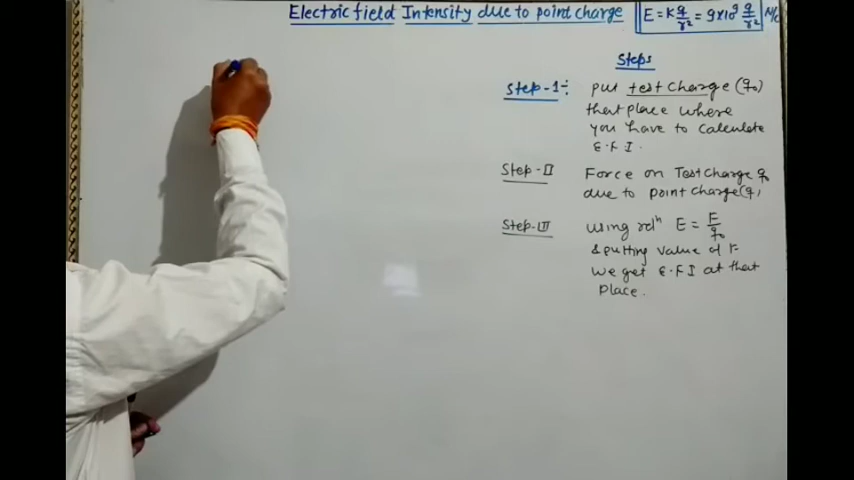 Electric field Intensity due to point charge
E = K q/r² = 9×10⁹ q/r² N/C
Steps
Step-1 ÷ put test Charge (q₀)
that place where
you have to calculate
E.F I.
Step-II Force on Test Charge q₀
due to point charge (q)
Step-III using relⁿ E = F/q₀
& putting value of F
we get E.F I at that
place.